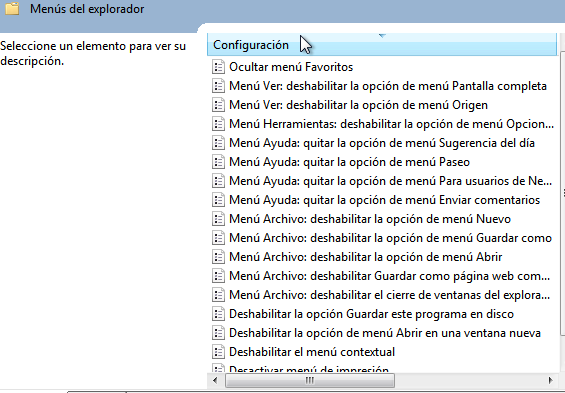 Menús del explorador
Seleccione un elemento para ver su
descripción.
Configuración
Ocultar menú Favoritos
Menú Ver: deshabilitar la opción de menú Pantalla completa
Menú Ver: deshabilitar la opción de menú Origen
Menú Herramientas: deshabilitar la opción de menú Opcion...
Menú Ayuda: quitar la opción de menú Sugerencia del día
Menú Ayuda: quitar la opción de menú Paseo
Menú Ayuda: quitar la opción de menú Para usuarios de Ne...
Menú Ayuda: quitar la opción de menú Enviar comentarios
Menú Archivo: deshabilitar la opción de menú Nuevo
Menú Archivo: deshabilitar la opción de menú Guardar como
Menú Archivo: deshabilitar la opción de menú Abrir
Menú Archivo: deshabilitar Guardar como página web com...
Menú Archivo: deshabilitar el cierre de ventanas del explora...
Deshabilitar la opción Guardar este programa en disco
Deshabilitar la opción de menú Abrir en una ventana nueva
Deshabilitar el menú contextual
Desactivar menú de impresión